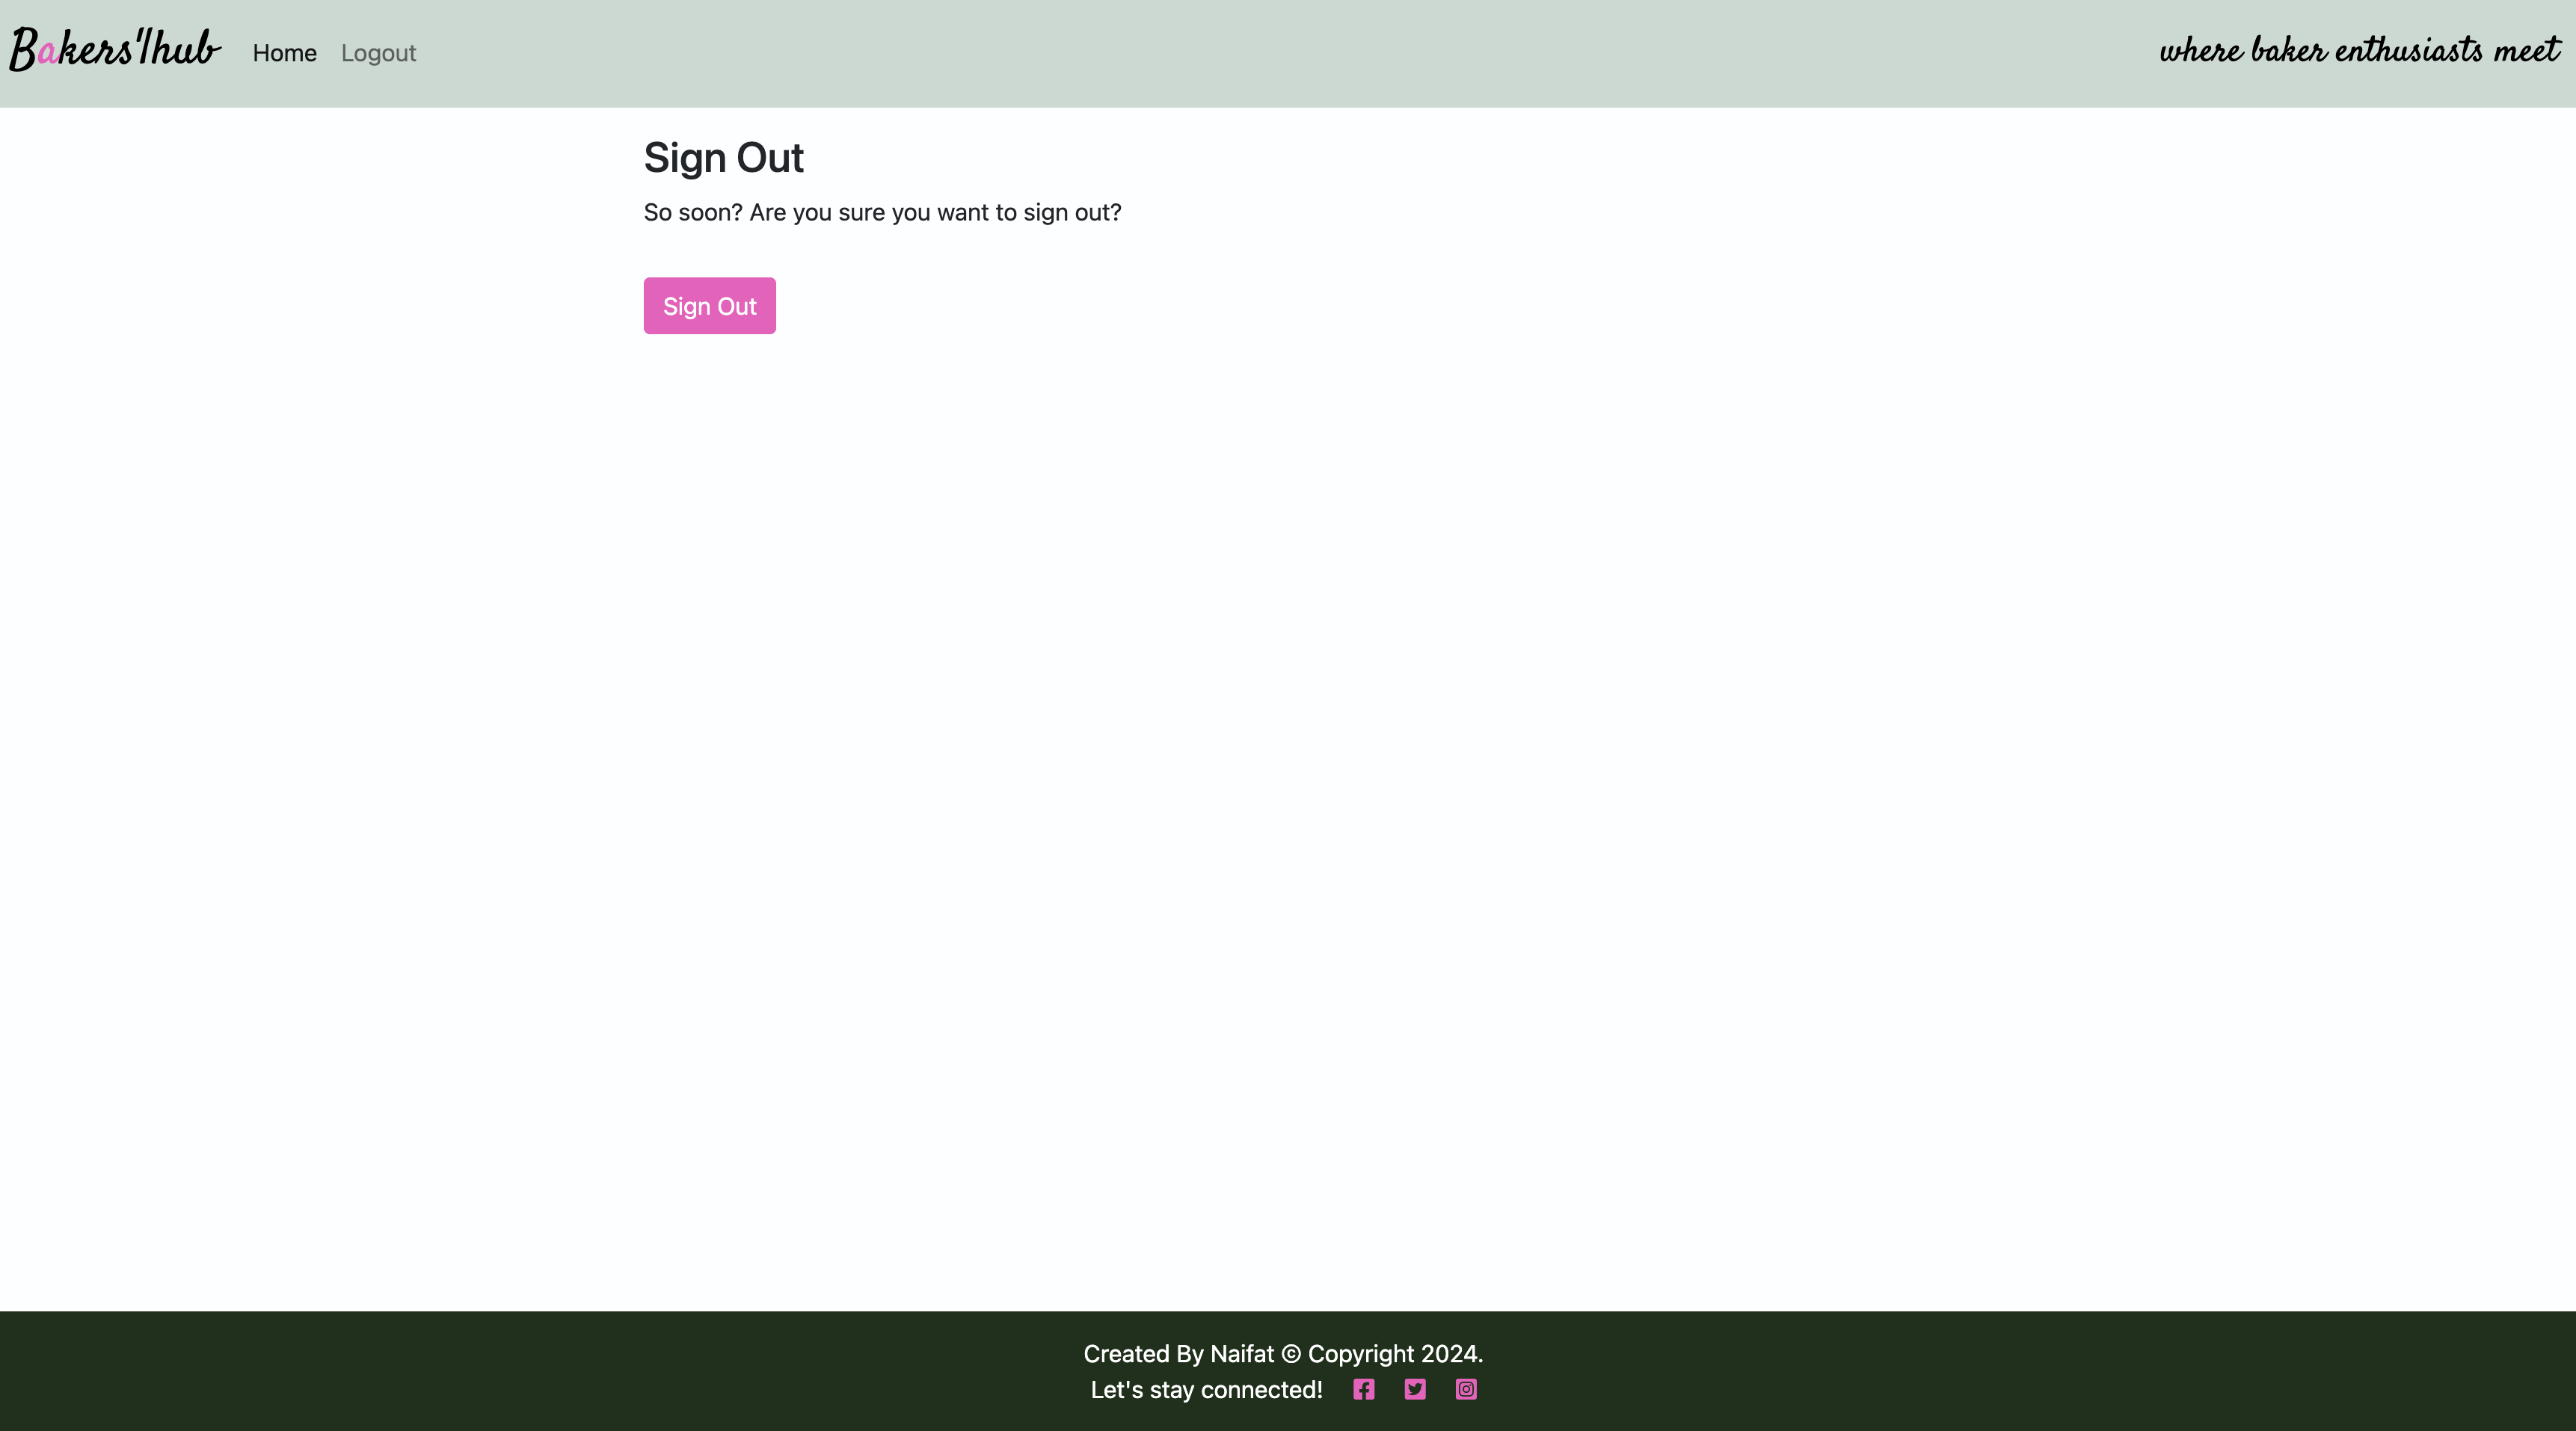 Bakers'lhub Home Logout where baker enthusiasts meet
Sign Out
So soon? Are you sure you want to sign out?
Sign Out
Created By Naifat © Copyright 2024.
Let's stay connected!